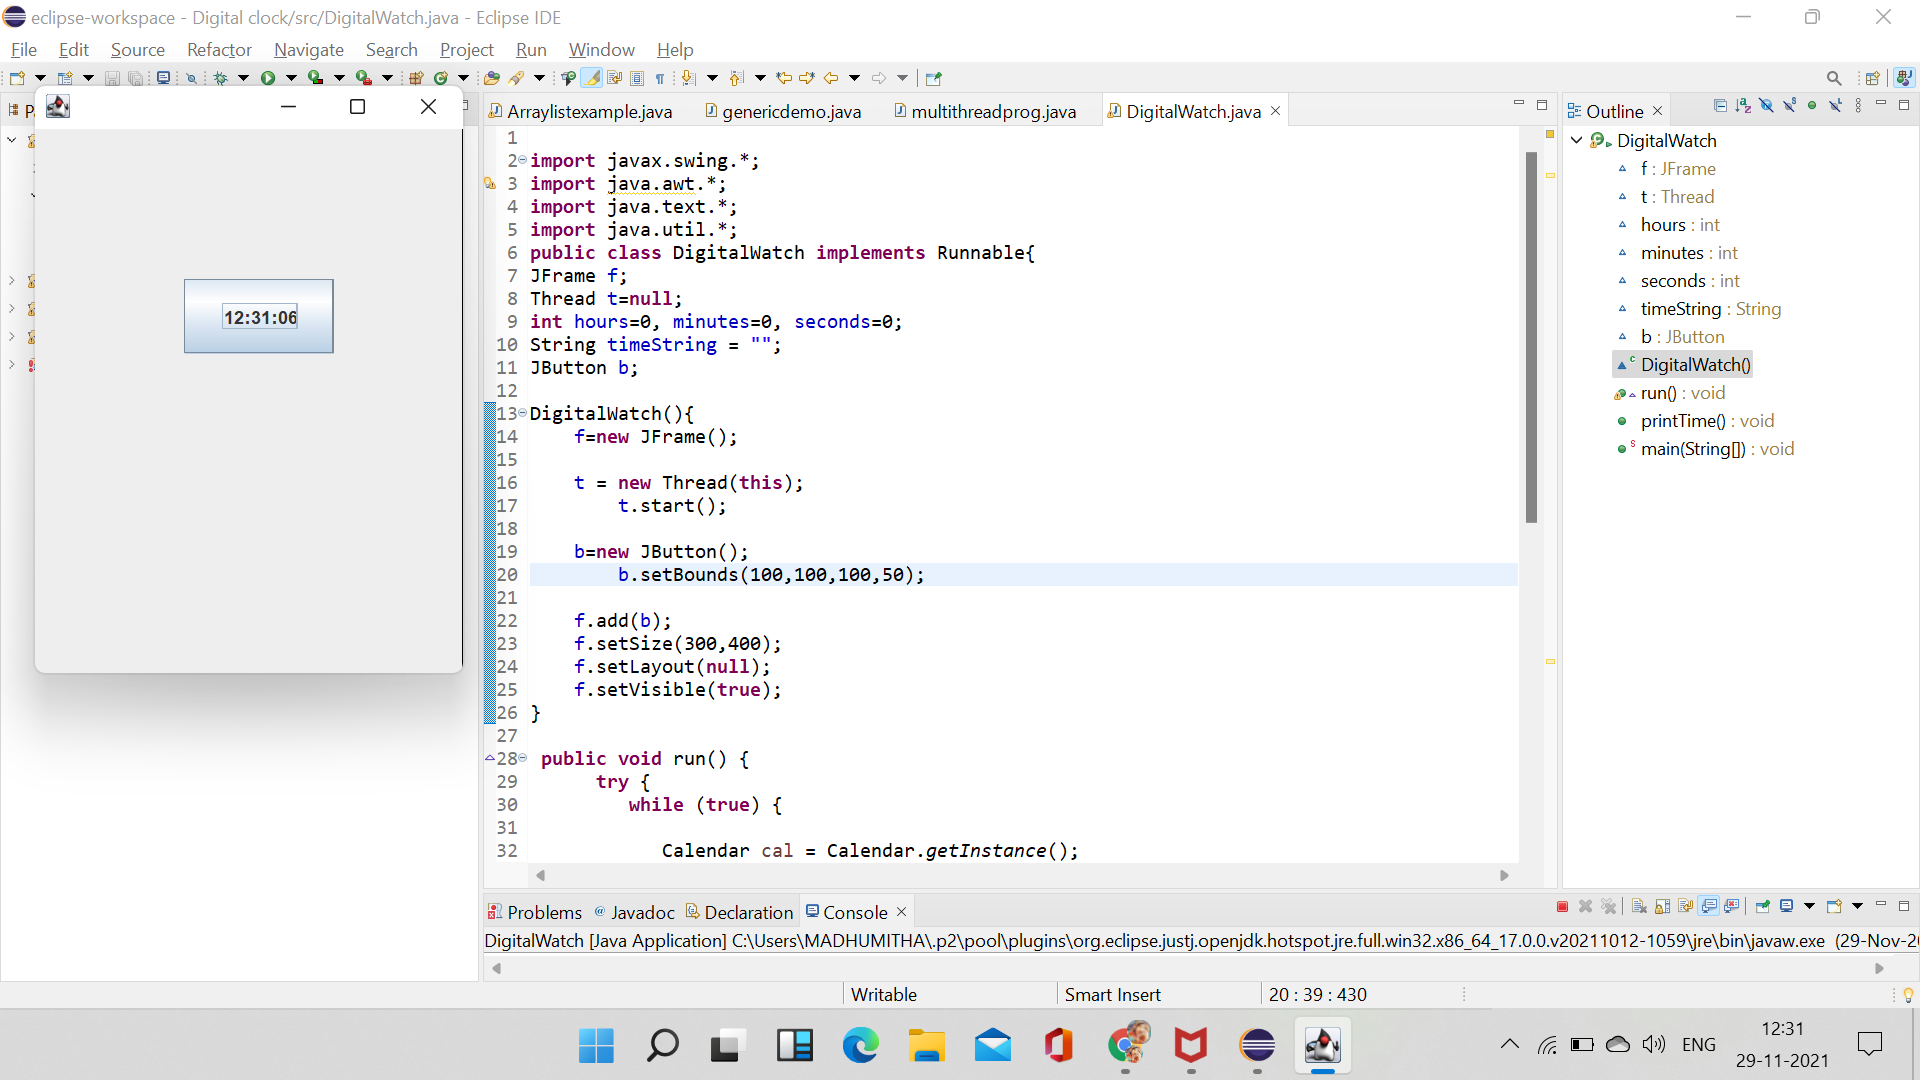 eclipse-workspace - Digital clock/src/DigitalWatch.java - Eclipse IDE
File Edit Source Refactor Navigate Search Project Run Window Help
Arraylistexample.java genericdemo.java multithreadprog.java DigitalWatch.java
12:31:06
1
2 import javax.swing.*;
3 import java.awt.*;
4 import java.text.*;
5 import java.util.*;
6 public class DigitalWatch implements Runnable{
7 JFrame f;
8 Thread t=null;
9 int hours=0, minutes=0, seconds=0;
10 String timeString = "";
11 JButton b;
12
13 DigitalWatch(){
14 f=new JFrame();
15
16 t = new Thread(this);
17 t.start();
18
19 b=new JButton();
20 b.setBounds(100,100,100,50);
21
22 f.add(b);
23 f.setSize(300,400);
24 f.setLayout(null);
25 f.setVisible(true);
26 }
27
28 public void run() {
29 try {
30 while (true) {
31
32 Calendar cal = Calendar.getInstance();
Outline
DigitalWatch
f : JFrame
t : Thread
hours : int
minutes : int
seconds : int
timeString : String
b : JButton
DigitalWatch()
run() : void
printTime() : void
main(String[]) : void
Problems @ Javadoc Declaration Console
DigitalWatch [Java Application] C:\Users\MADHUMITHA\.p2\pool\plugins\org.eclipse.justj.openjdk.hotspot.jre.full.win32.x86_64_17.0.0.v20211012-1059\jre\bin\javaw.exe (29-Nov-2
Writable Smart Insert 20 : 39 : 430
ENG
12:31
29-11-2021